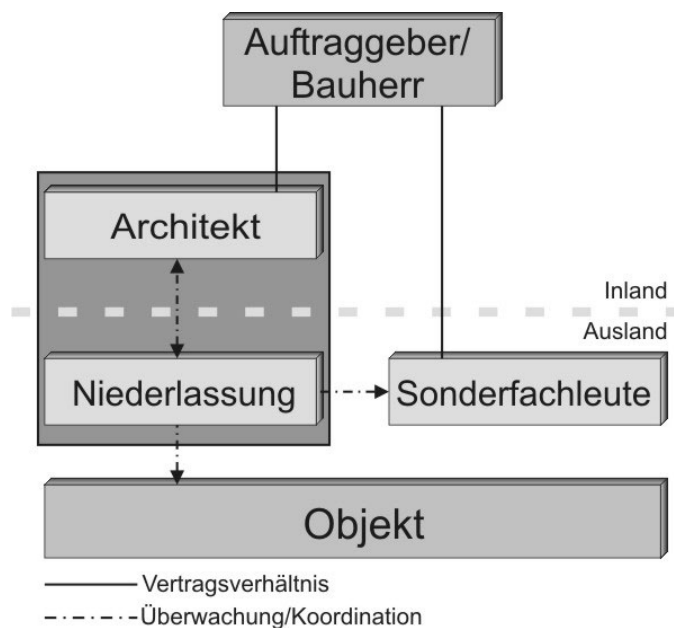 Auftraggeber/
Bauherr
Architekt
Inland
Ausland
Niederlassung
Sonderfachleute
Objekt
Vertragsverhältnis
Überwachung/Koordination